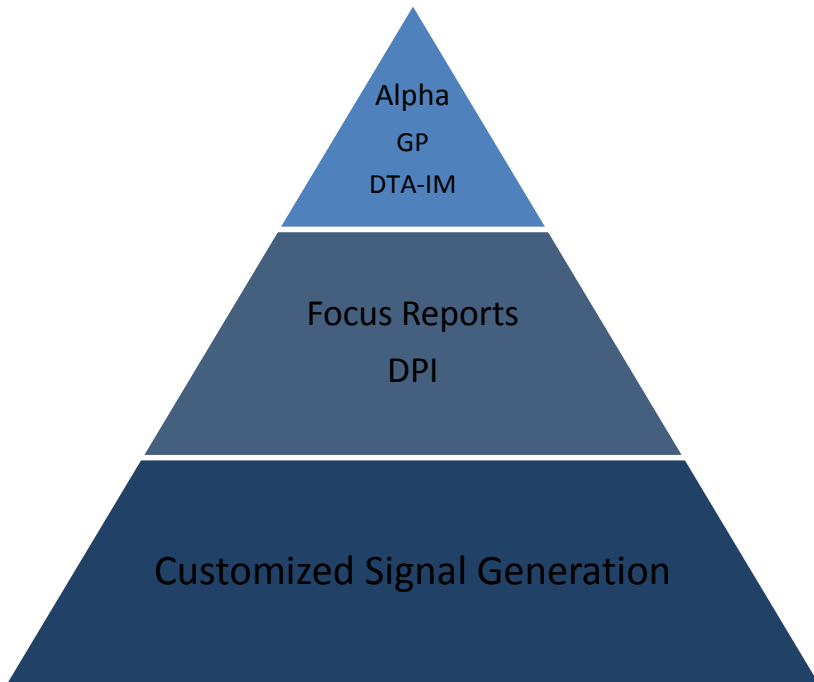 Alpha
GP
DTA-IM
Focus Reports
DPI
Customized Signal Generation